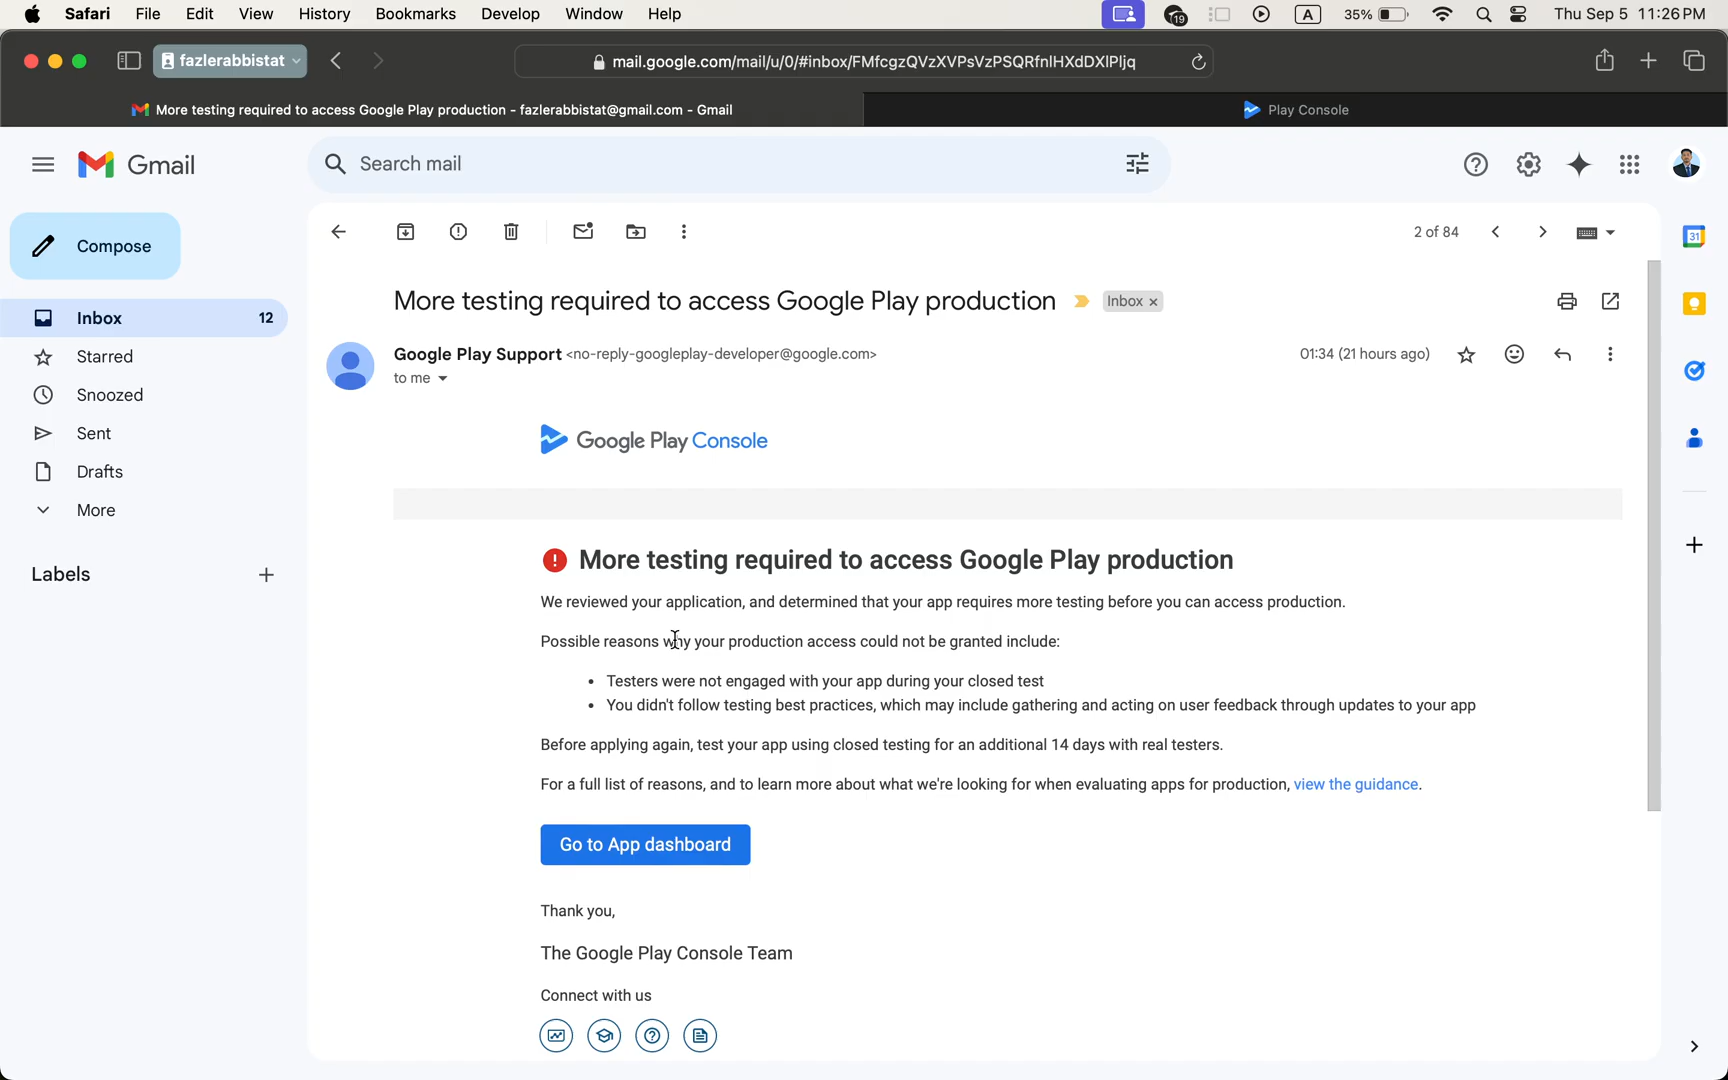 Safari File Edit View History Bookmarks Develop Window Help 19 A 35% Thu Sep 5 11:26 PM
fazlerabbistat mail.google.com/mail/u/0/#inbox/FMfcgzQVzXVPsVzPSQRfnlHXdDXlPljq
More testing required to access Google Play production - fazlerabbistat@gmail.com - Gmail Play Console
Gmail Search mail
Compose
2 of 84
Inbox 12
Starred
Snoozed
Sent
Drafts
More
Labels
More testing required to access Google Play production Inbox ×
Google Play Support <no-reply-googleplay-developer@google.com> 01:34 (21 hours ago)
to me
31
Google Play Console
More testing required to access Google Play production
We reviewed your application, and determined that your app requires more testing before you can access production.
Possible reasons why your production access could not be granted include:
• Testers were not engaged with your app during your closed test
• You didn't follow testing best practices, which may include gathering and acting on user feedback through updates to your app
Before applying again, test your app using closed testing for an additional 14 days with real testers.
For a full list of reasons, and to learn more about what we're looking for when evaluating apps for production, view the guidance.
Go to App dashboard
Thank you,
The Google Play Console Team
Connect with us